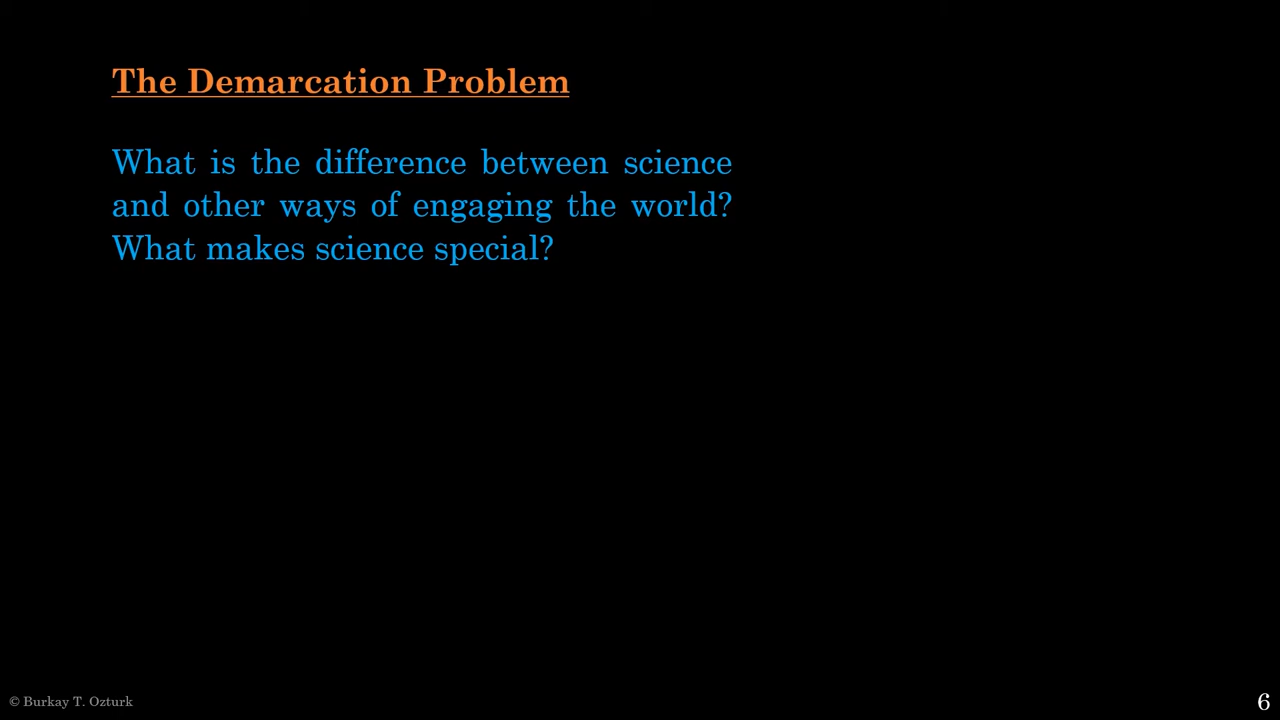 The Demarcation Problem
What is the difference between science
and other ways of engaging the world?
What makes science special?
© Burkay T. Ozturk
6